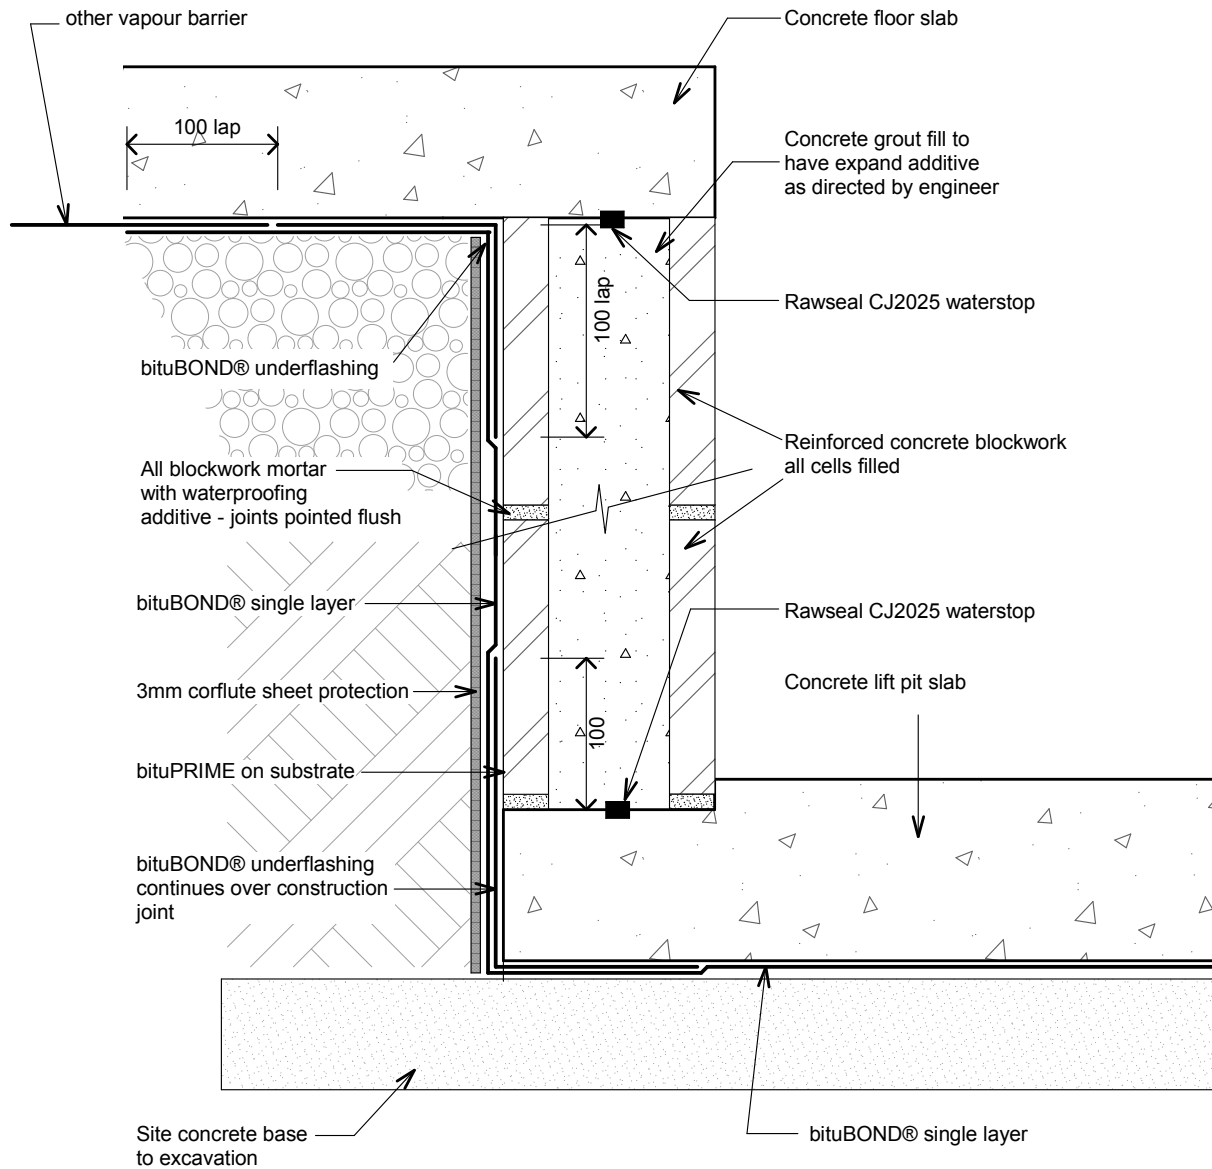 other vapour barrier
Concrete floor slab
100 lap
Concrete grout fill to
have expand additive
as directed by engineer
Rawseal CJ2025 waterstop
100 lap
bituBOND® underflashing
Reinforced concrete blockwork
all cells filled
All blockwork mortar
with waterproofing
additive - joints pointed flush
bituBOND® single layer
Rawseal CJ2025 waterstop
3mm corflute sheet protection
Concrete lift pit slab
100
bituPRIME on substrate
bituBOND® underflashing
continues over construction
joint
Site concrete base
to excavation
bituBOND® single layer